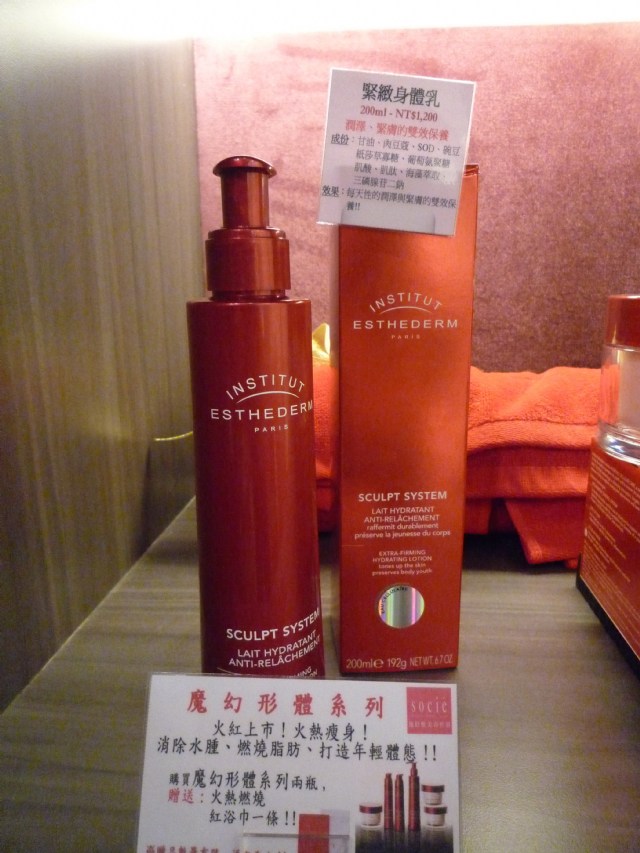 緊緻身體乳
200ml - NT$1,200
潤澤、緊膚的雙效保養
成份：甘油、肉豆蔻、SOD、豌豆
萃取、葡萄氨聚糖
肌酸、肌肽、海藻萃取、
三磷腺苷二鈉
效果：每天性的潤澤與緊膚的雙效保
養!!
INSTITUT
ESTHEDERM
PARIS
SCULPT SYSTEM
LAIT HYDRATANT
ANTI-RELÂCHEMENT
raffermit durablement
préserve la jeunesse du corps
EXTRA-FIRMING
HYDRATING LOTION
tones up the skin
preserves body youth
200ml e 192g NET WT. 6.7 OZ
INSTITUT
ESTHEDERM
PARIS
SCULPT SYSTEM
LAIT HYDRATANT
ANTI-RELÂCHEMENT
魔幻形體系列
socié
火紅上市！火熱瘦身！
消除水腫、燃燒脂肪、打造年輕體態!!
購買魔幻形體系列兩瓶，
贈送：火熱燃燒
紅浴巾一條!!